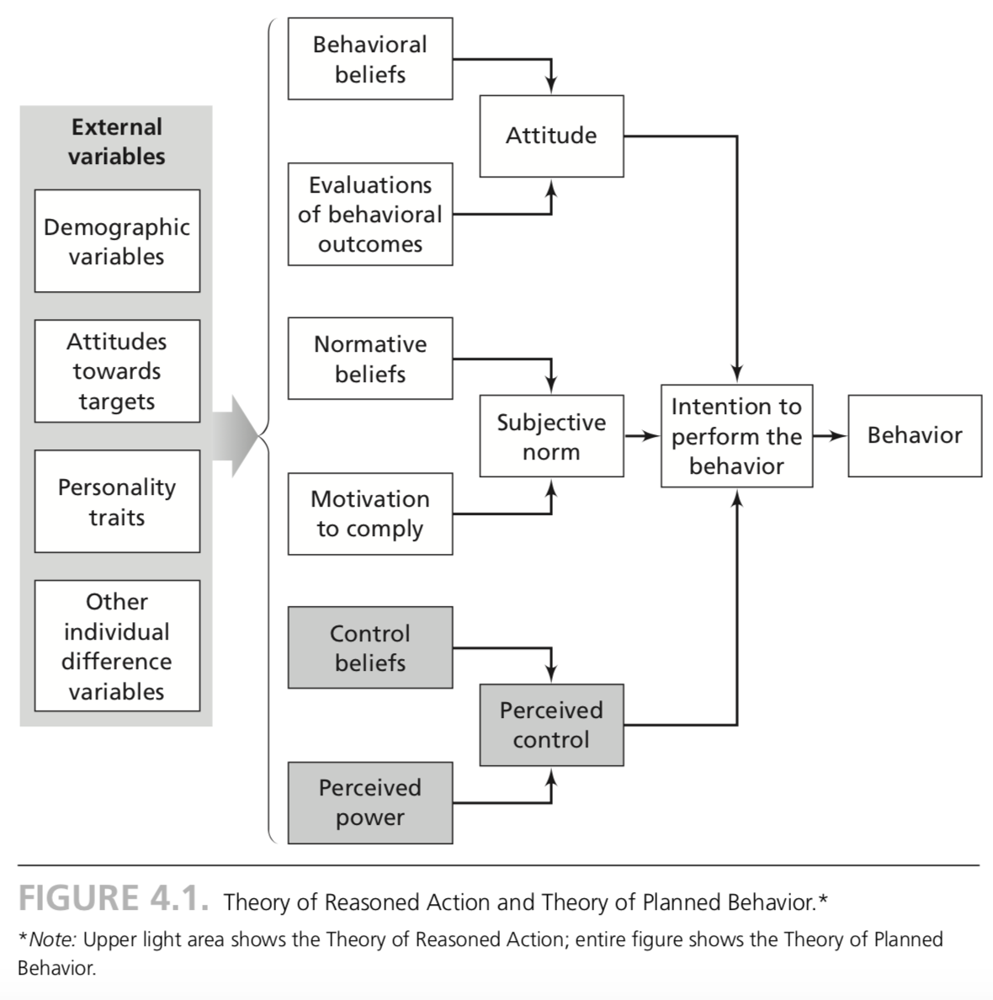 External
variables
Demographic
variables
Attitudes
towards
targets
Personality
traits
Other
individual
difference
variables
Behavioral
beliefs
Evaluations
of behavioral
outcomes
Normative
beliefs
Motivation
to comply
Control
beliefs
Perceived
power
Attitude
Subjective
norm
Perceived
control
Intention to
perform the
behavior
Behavior
FIGURE 4.1. Theory of Reasoned Action and Theory of Planned Behavior.*
*Note: Upper light area shows the Theory of Reasoned Action; entire figure shows the Theory of Planned
Behavior.